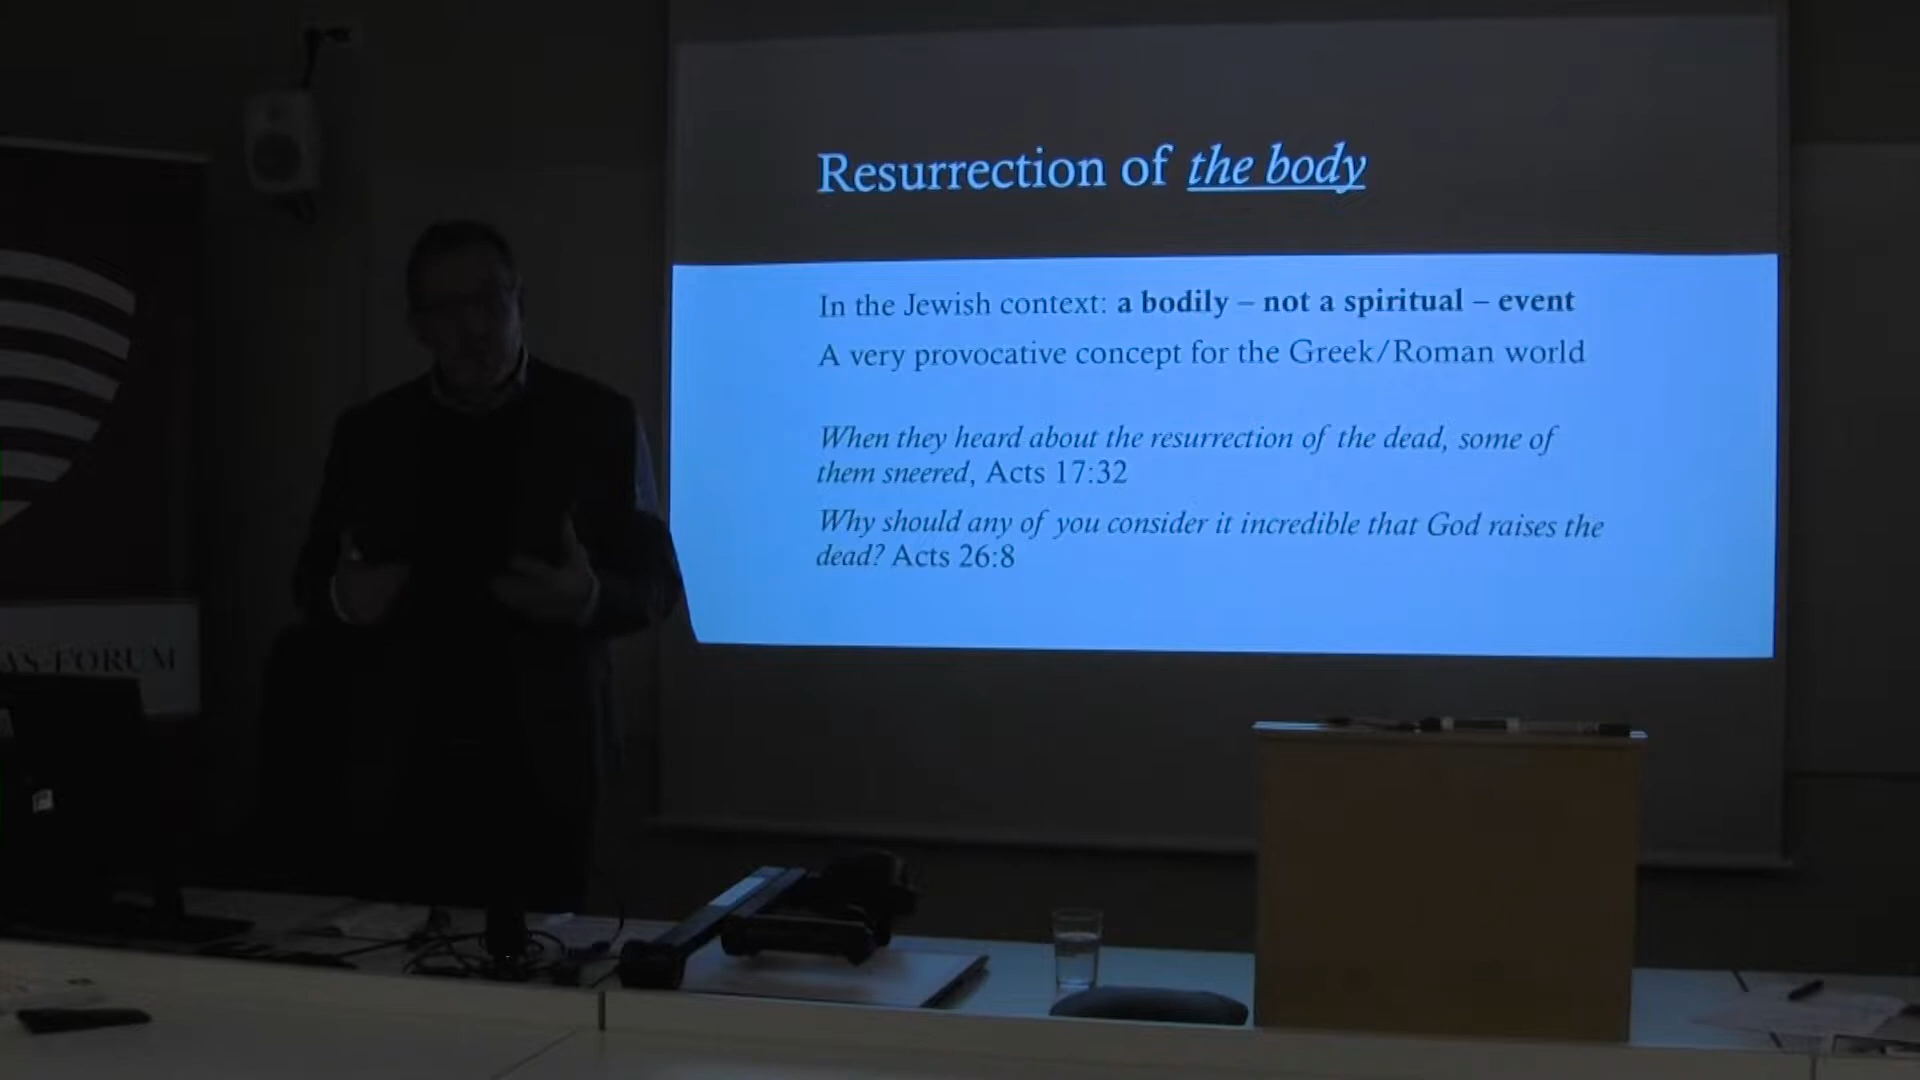 Resurrection of the body
In the Jewish context: a bodily – not a spiritual – event
A very provocative concept for the Greek/Roman world
When they heard about the resurrection of the dead, some of
them sneered, Acts 17:32
Why should any of you consider it incredible that God raises the
dead? Acts 26:8
FORUM